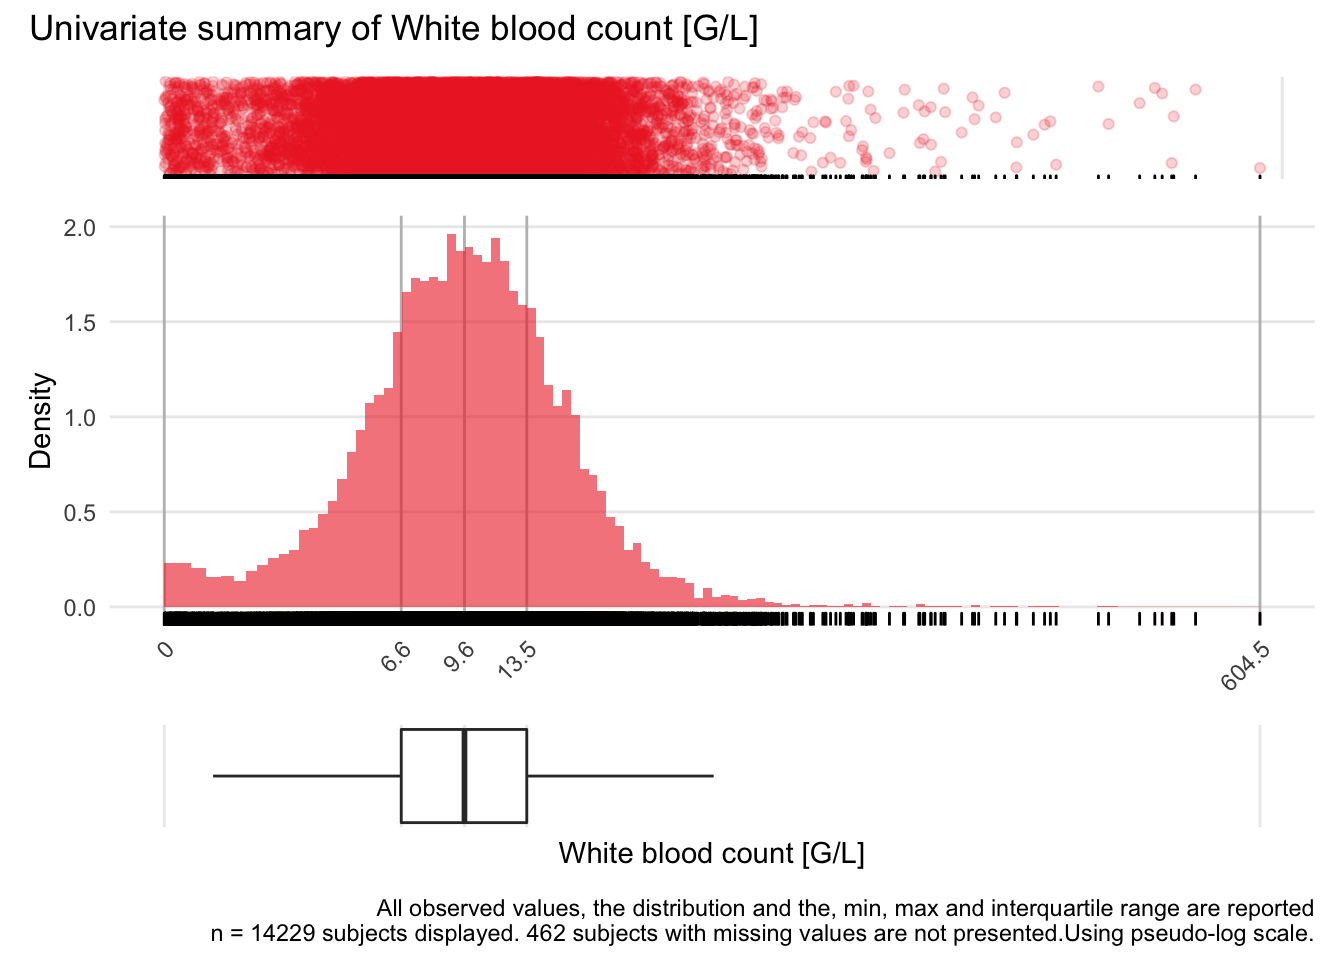 Univariate summary of White blood count [G/L]
2.0
1.5
1.0
0.5
0.0
Density
0
6.6
9.6
13.5
604.5
White blood count [G/L]
All observed values, the distribution and the, min, max and interquartile range are reported
n = 14229 subjects displayed. 462 subjects with missing values are not presented.Using pseudo-log scale.